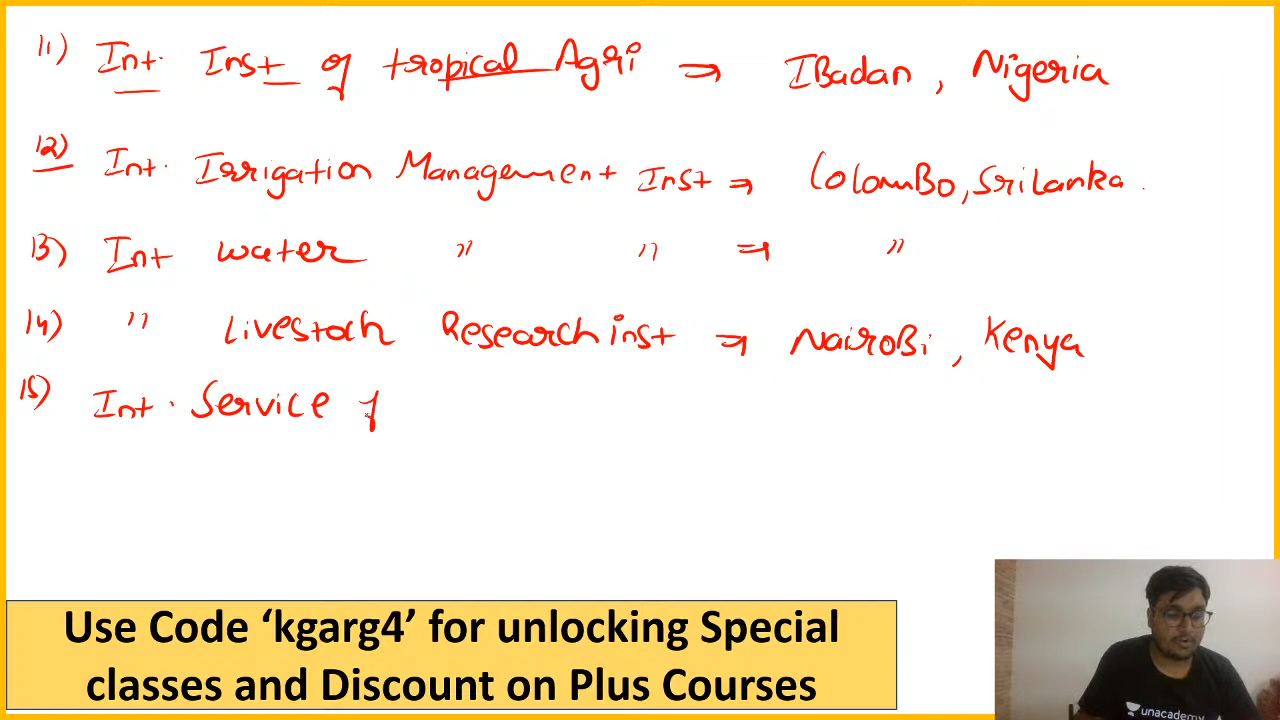 11) Int. Inst of tropical Agri ⇒ IBadan, Nigeria
12) Int. Irrigation Management Inst ⇒ ColomBo, SriLanka.
13) Int water " " ⇒ "
14) " Livestock Research inst ⇒ NairoBi, Kenya
15) Int. Service f
Use Code ‘kgarg4’ for unlocking Special
classes and Discount on Plus Courses
unacademy